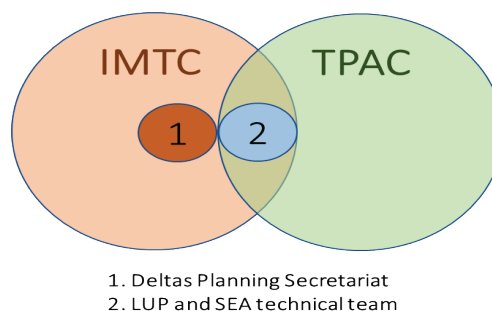 IMTC TPAC
1 2
1. Deltas Planning Secretariat
2. LUP and SEA technical team